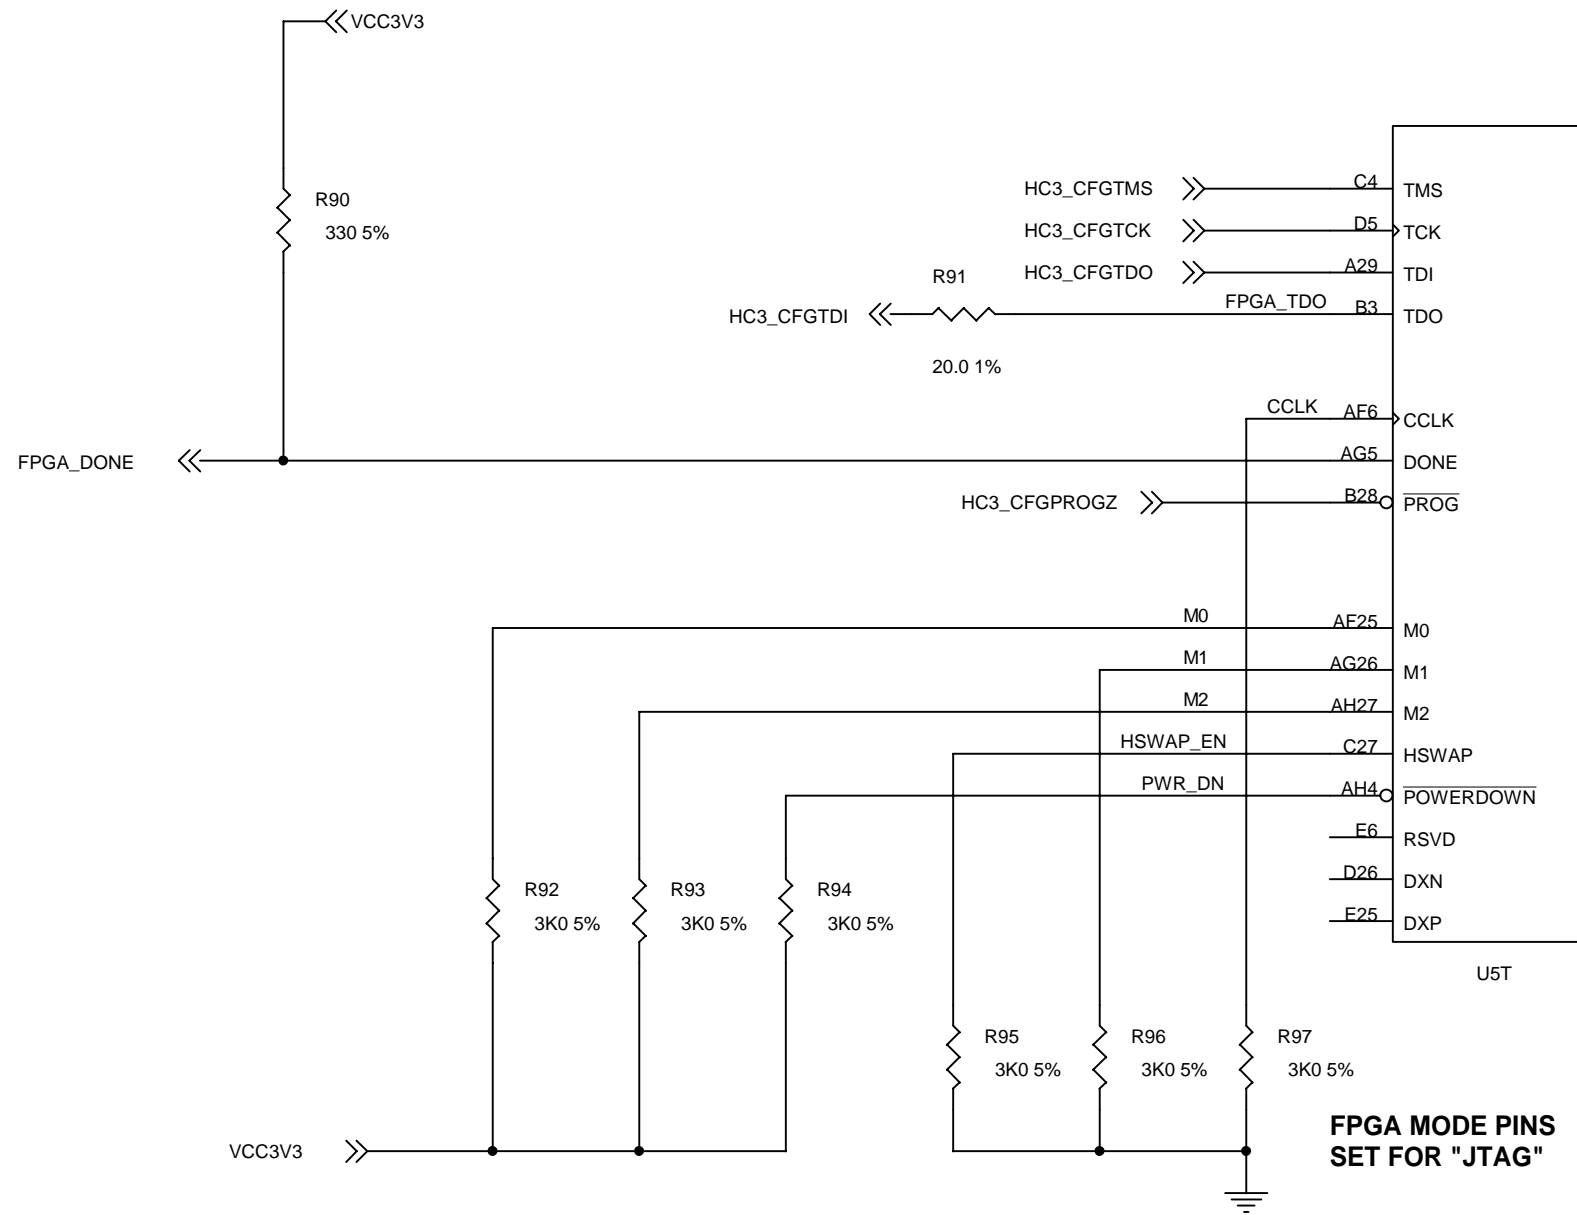 VCC3V3
R90
330 5%
HC3_CFGTMS
C4
TMS
HC3_CFGTCK
D5
TCK
HC3_CFGTDO
A29
TDI
R91
HC3_CFGTDI
FPGA_TDO
B3
TDO
20.0 1%
CCLK
AF6
CCLK
FPGA_DONE
AG5
DONE
HC3_CFGPROGZ
B28
PROG
M0
AF25
M0
M1
AG26
M1
M2
AH27
M2
HSWAP_EN
C27
HSWAP
PWR_DN
AH4
POWERDOWN
E6
RSVD
D26
DXN
E25
DXP
U5T
R92
3K0 5%
R93
3K0 5%
R94
3K0 5%
R95
3K0 5%
R96
3K0 5%
R97
3K0 5%
VCC3V3
FPGA MODE PINS
SET FOR "JTAG"